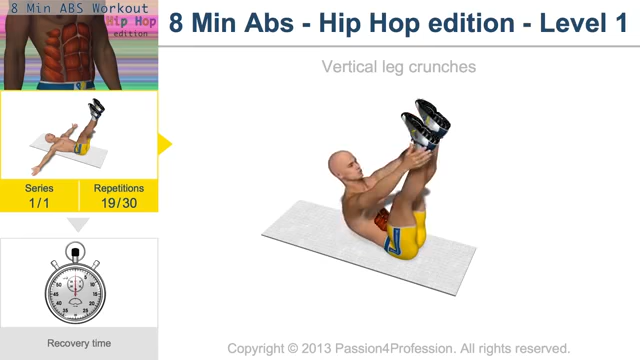 8 Min ABS Workout
Hip Hop
edition
8 Min Abs - Hip Hop edition - Level 1
Vertical leg crunches
Series
1/1
Repetitions
19/30
Recovery time
Copyright © 2013 Passion4Profession. All rights reserved.